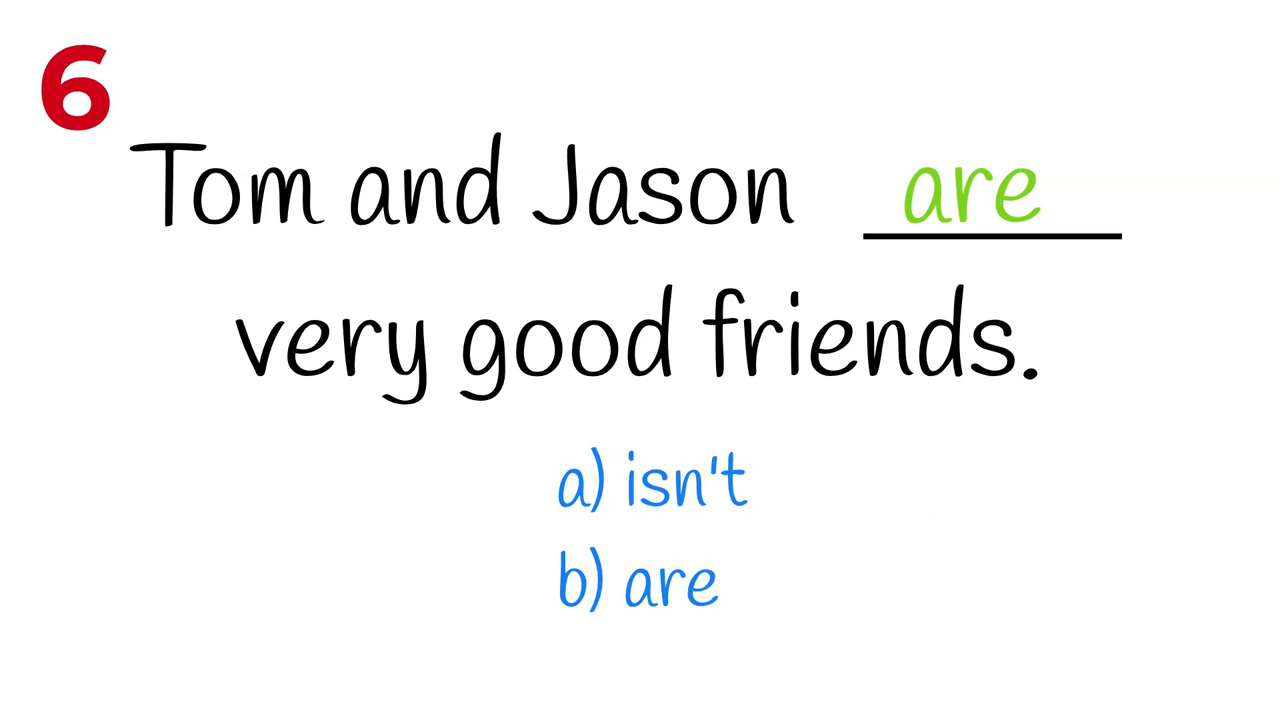 6
Tom and Jason are
very good friends.
a) isn't
b) are